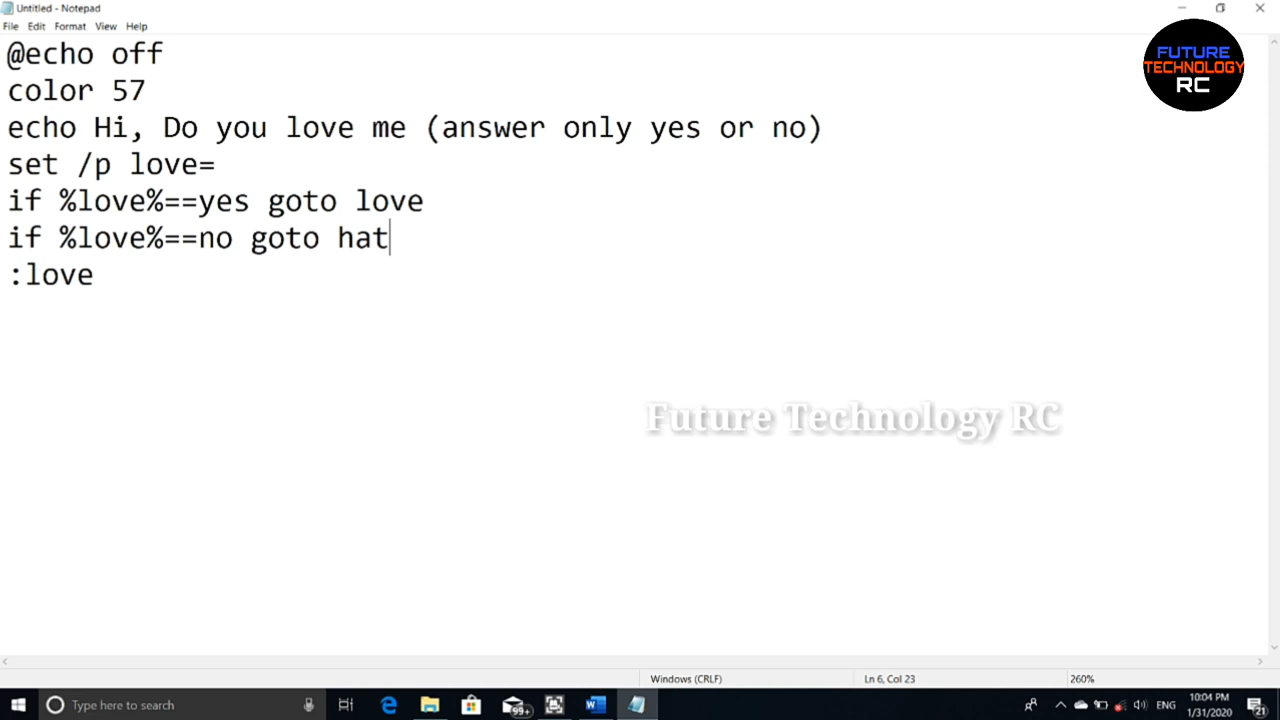 Untitled - Notepad
File Edit Format View Help
@echo off
color 57
echo Hi, Do you love me (answer only yes or no)
set /p love=
if %love%==yes goto love
if %love%==no goto hat
:love
FUTURE
TECHNOLOGY
RC
Future Technology RC
Windows (CRLF) Ln 6, Col 23 260%
Type here to search
99+
W
ENG
10:04 PM
1/31/2020
21